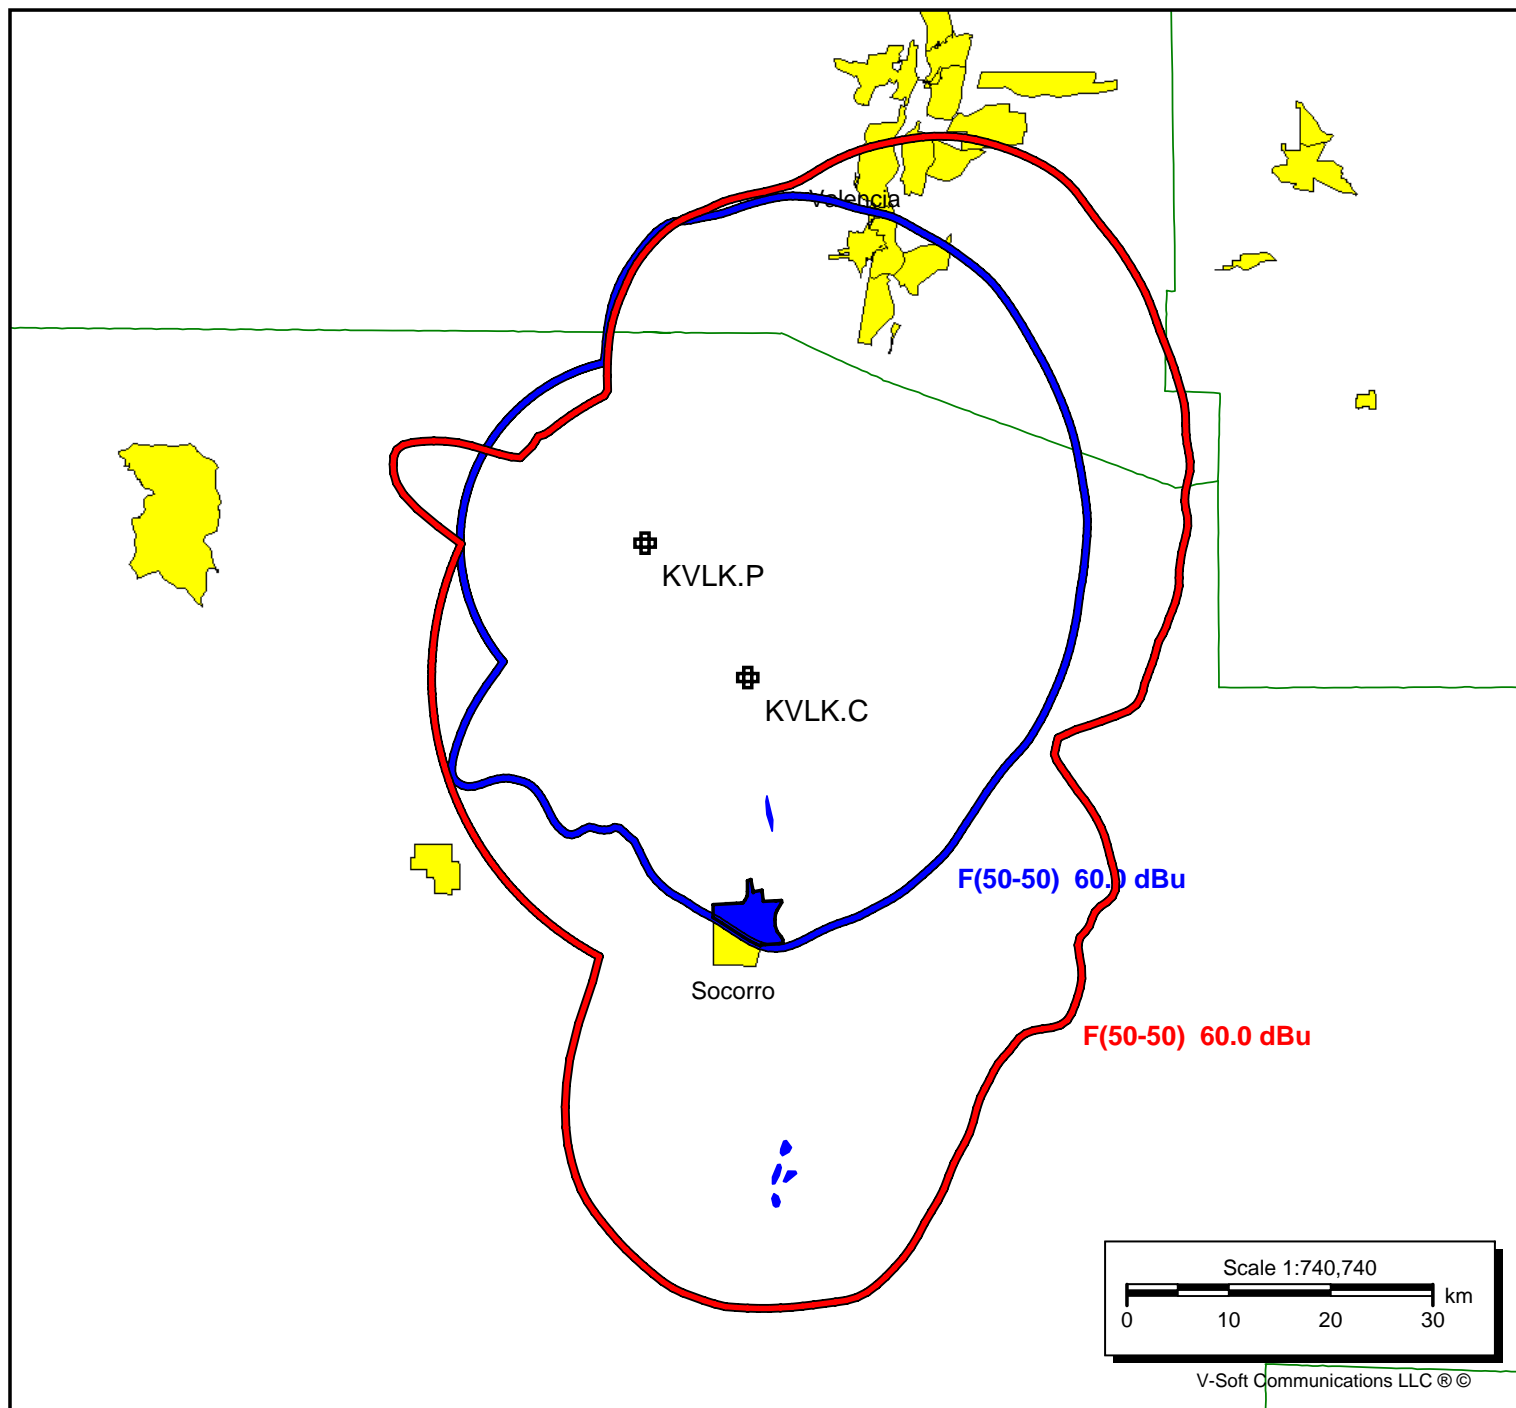 Valencia
KVLK.P
KVLK.C
F(50-50) 60.0 dBu
Socorro
F(50-50) 60.0 dBu
Scale 1:740,740
km
0 10 20 30
V-Soft Communications LLC ® ©